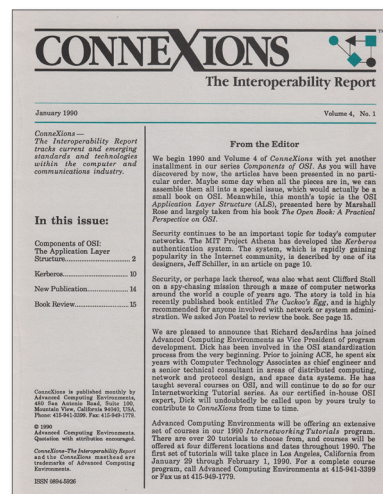 CONNEXIONS
The Interoperability Report
January 1990
Volume 4, No. 1
ConneXions —
The Interoperability Report
tracks current and emerging
standards and technologies
within the computer and
communications industry.
In this issue:
Components of OSI:
The Application Layer
Structure.................... 2
Kerberos.................... 10
New Publication.................... 14
Book Review.................... 15
ConneXions is published monthly by
Advanced Computing Environments,
480 San Antonio Road, Suite 100,
Mountain View, California 94040, USA.
Phone: 415-941-3399. Fax: 415-949-1779.
© 1990
Advanced Computing Environments.
Quotation with attribution encouraged.
ConneXions–The Interoperability Report
and the ConneXions masthead are
trademarks of Advanced Computing
Environments.
ISSN 0894-5926
From the Editor
We begin 1990 and Volume 4 of ConneXions with yet another
installment in our series Components of OSI. As you will have
discovered by now, the articles have been presented in no parti-
cular order. Maybe some day when all the pieces are in, we can
assemble them all into a special issue, which would actually be a
small book on OSI. Meanwhile, this month's topic is the OSI
Application Layer Structure (ALS), presented here by Marshall
Rose and largely taken from his book The Open Book: A Practical
Perspective on OSI.
Security continues to be an important topic for today's computer
networks. The MIT Project Athena has developed the Kerberos
authentication system. The system, which is rapidly gaining
popularity in the Internet community, is described by one of its
designers, Jeff Schiller, in an article on page 10.
Security, or perhaps lack thereof, was also what sent Clifford Stoll
on a spy-chasing mission through a maze of computer networks
around the world a couple of years ago. The story is told in his
recently published book entitled The Cuckoo's Egg, and is highly
recommended for anyone involved with network or system admini-
stration. We asked Jon Postel to review the book. See page 15.
We are pleased to announce that Richard desJardins has joined
Advanced Computing Environments as Vice President of program
development. Dick has been involved in the OSI standardization
process from the very beginning. Prior to joining ACE, he spent six
years with Computer Technology Associates as chief engineer and
a senior technical consultant in areas of distributed computing,
network and protocol design, and space data systems. He has
taught several courses on OSI, and will continue to do so for our
Internetworking Tutorial series. As our certified in-house OSI
expert, Dick will undoubtedly be called upon by yours truly to
contribute to ConneXions from time to time.
Advanced Computing Environments will be offering an extensive
set of courses in our 1990 Internetworking Tutorials program.
There are over 20 tutorials to choose from, and courses will be
offered at four different locations and dates throughout 1990. The
first set of tutorials will take place in Los Angeles, California from
January 29 through February 1, 1990. For a complete course
program, call Advanced Computing Environments at 415-941-3399
or Fax us at 415-949-1779.